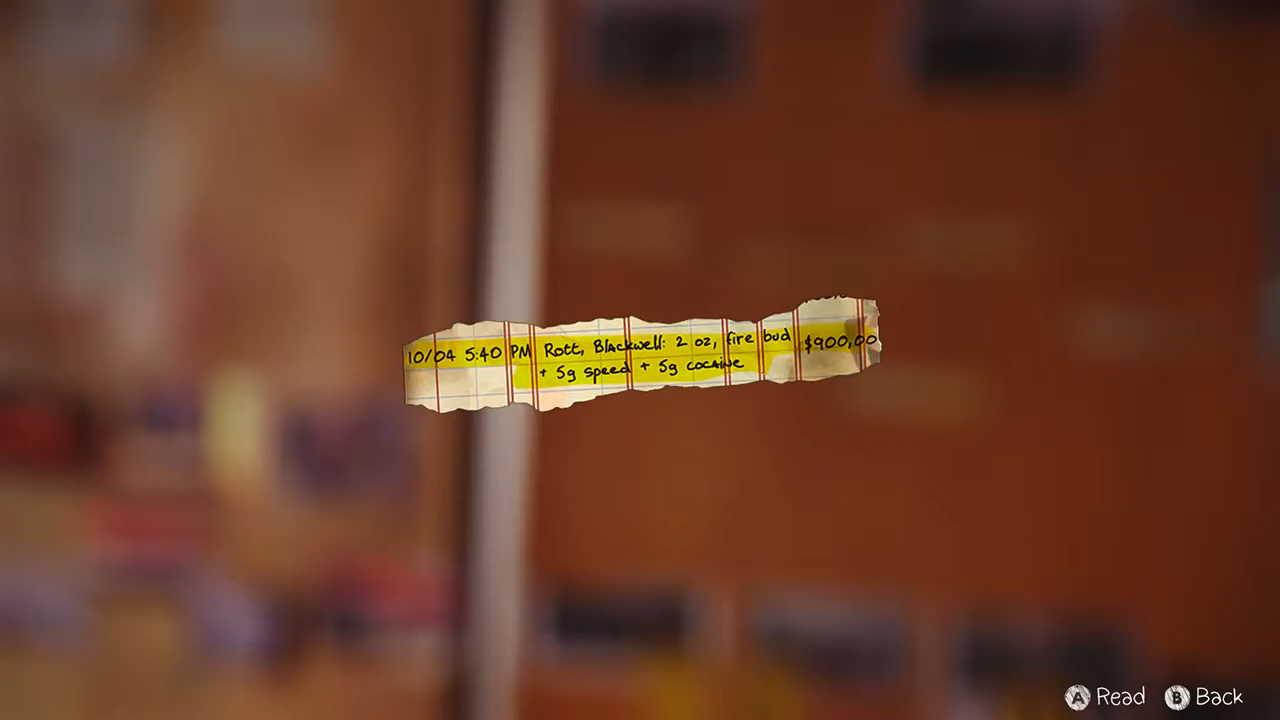 10/04 5:40 PM Rott, Blackwell: 2 oz, fire bud $900,00
+ 5g speed + 5g cocaine
A Read B Back